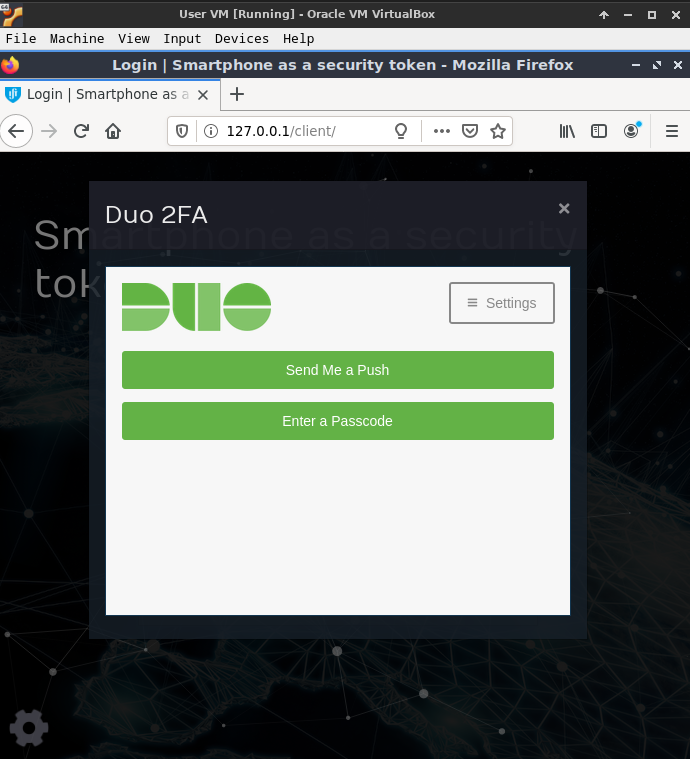 User VM [Running] - Oracle VM VirtualBox
File Machine View Input Devices Help
Login | Smartphone as a security token - Mozilla Firefox
Login | Smartphone as a
127.0.0.1/client/
Duo 2FA
Smartphone as a security
tok
DUO
Settings
Send Me a Push
Enter a Passcode